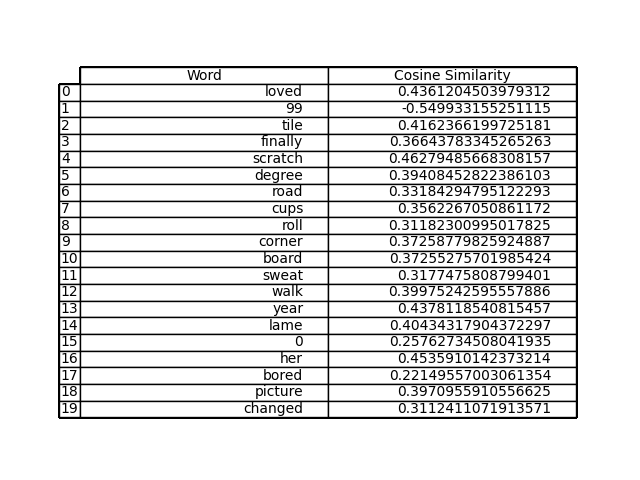 Word Cosine Similarity
0 loved 0.4361204503979312
1 99 -0.549933155251115
2 tile 0.4162366199725181
3 finally 0.36643783345265263
4 scratch 0.46279485668308157
5 degree 0.39408452822386103
6 road 0.33184294795122293
7 cups 0.3562267050861172
8 roll 0.31182300995017825
9 corner 0.37258779825924887
10 board 0.37255275701985424
11 sweat 0.3177475808799401
12 walk 0.39975242595557886
13 year 0.4378118540815457
14 lame 0.40434317904372297
15 0 0.25762734508041935
16 her 0.4535910142373214
17 bored 0.22149557003061354
18 picture 0.3970955910556625
19 changed 0.3112411071913571